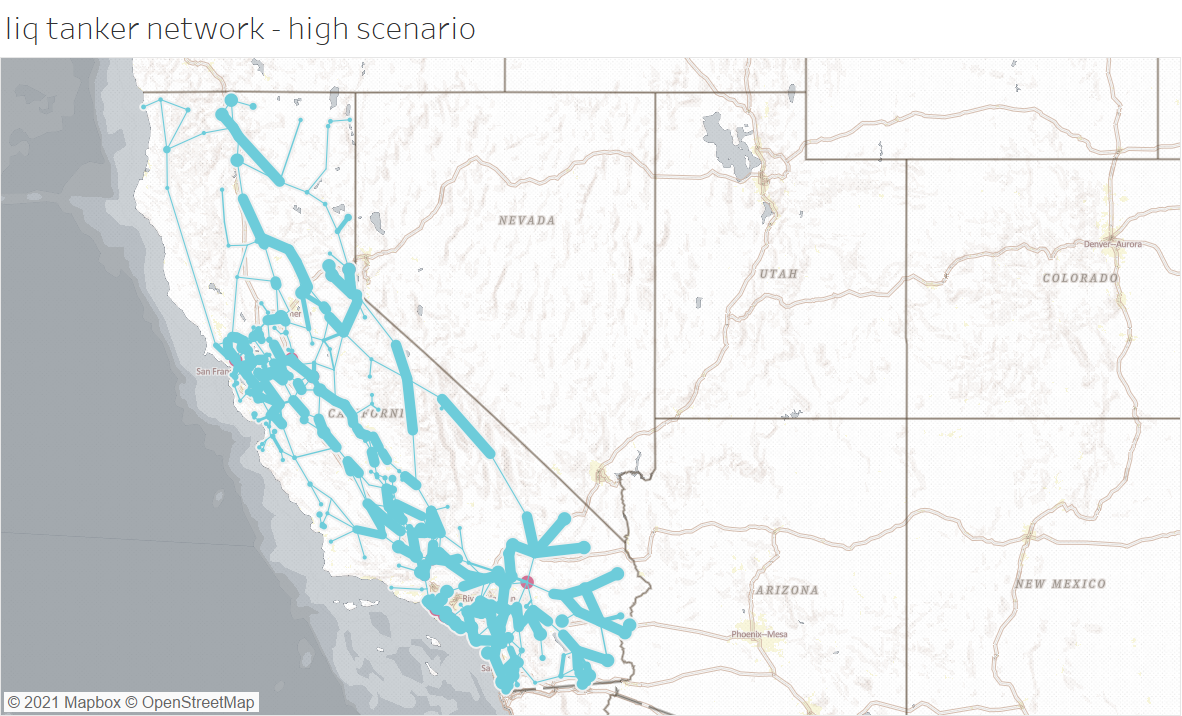 liq tanker network - high scenario
NEVADA
UTAH
Denver--Aurora
COLORADO
San Fran
ARIZONA
NEW MEXICO
Phoenix--Mesa
© 2021 Mapbox © OpenStreetMap